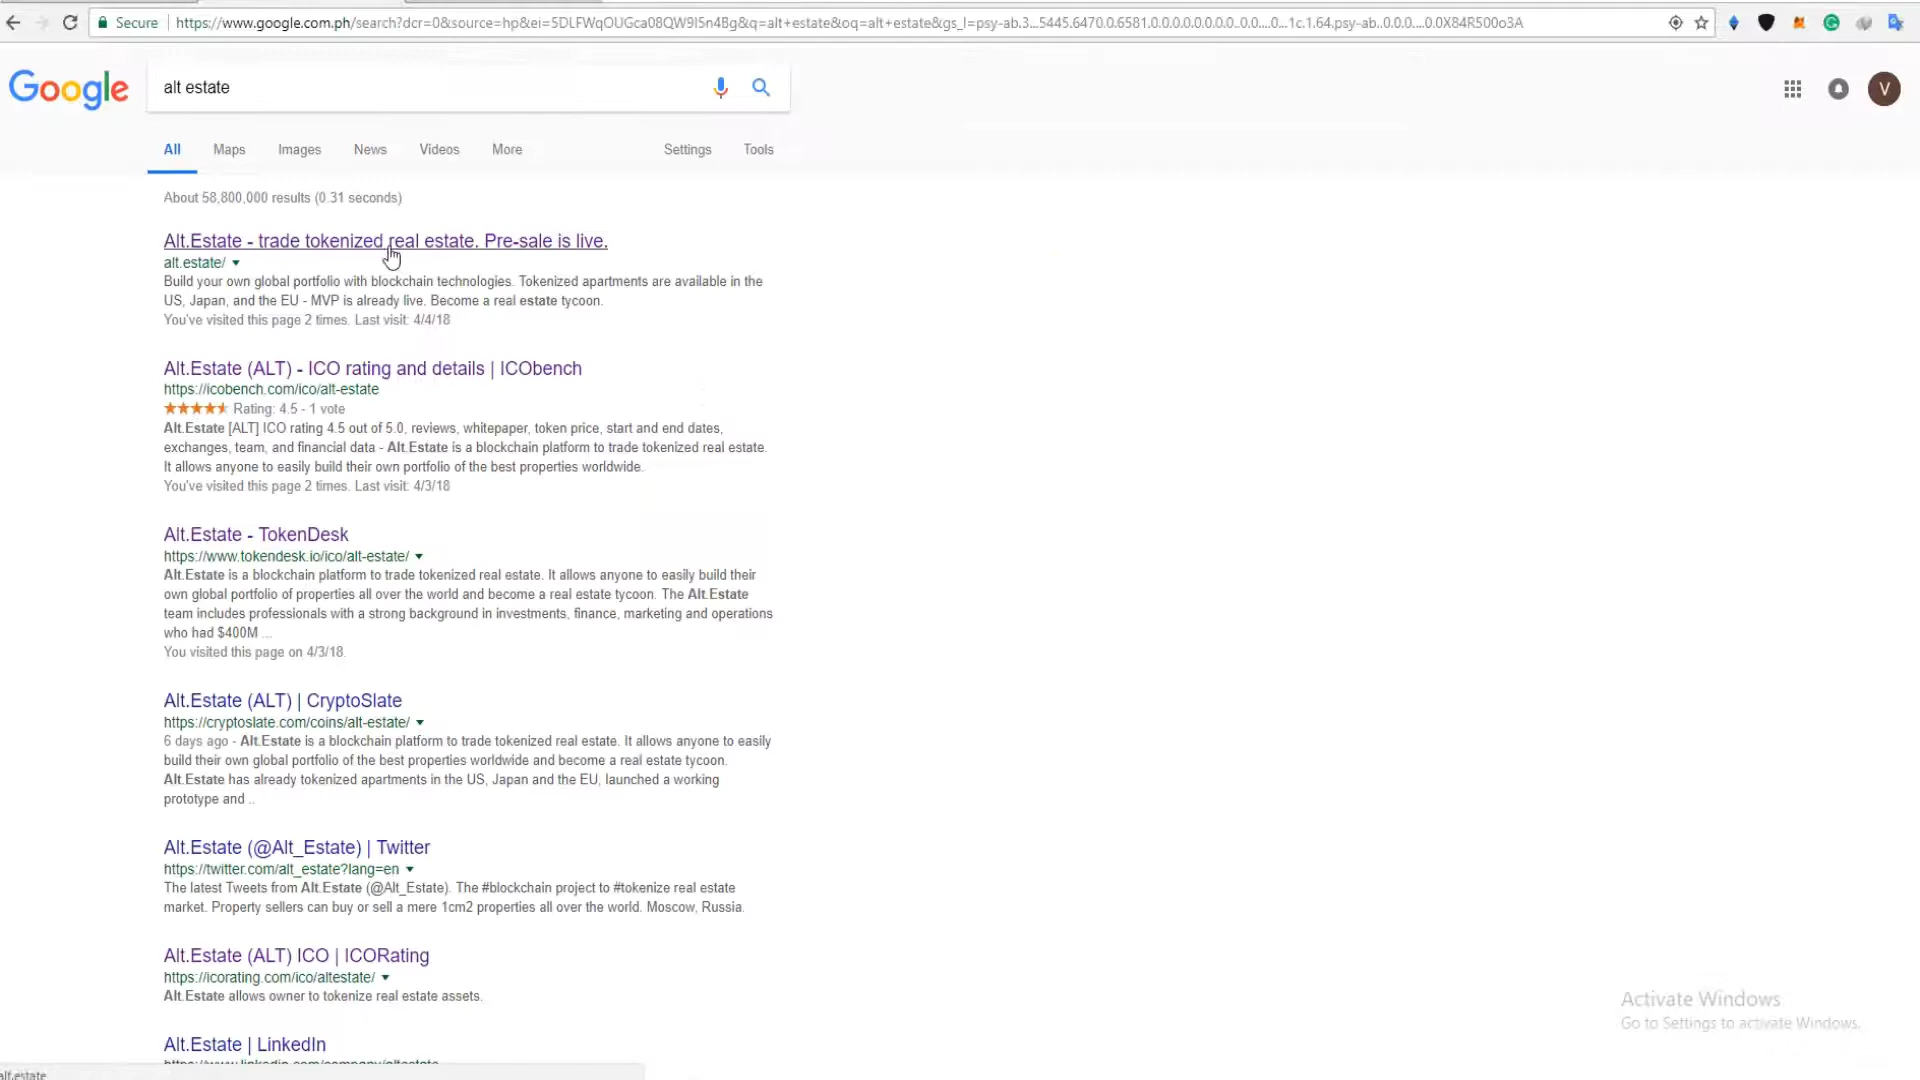 Secure https://www.google.com.ph/search?dcr=0&source=hp&ei=5DLFWqOUGca08QW9I5n4Bg&q=alt+estate&oq=alt+estate&gs_l=psy-ab.3...5445.6470.0.6581.0.0.0.0.0.0.0.0..0.0....0...1c.1.64.psy-ab..0.0.0....0.0X84R500o3A
Google alt estate V
All Maps Images News Videos More Settings Tools
About 58,800,000 results (0.31 seconds)
Alt.Estate - trade tokenized real estate. Pre-sale is live.
alt.estate/
Build your own global portfolio with blockchain technologies. Tokenized apartments are available in the
US, Japan, and the EU - MVP is already live. Become a real estate tycoon.
You've visited this page 2 times. Last visit: 4/4/18
Alt.Estate (ALT) - ICO rating and details | ICObench
https://icobench.com/ico/alt-estate
Rating: 4.5 - 1 vote
Alt.Estate [ALT] ICO rating 4.5 out of 5.0, reviews, whitepaper, token price, start and end dates,
exchanges, team, and financial data - Alt.Estate is a blockchain platform to trade tokenized real estate.
It allows anyone to easily build their own portfolio of the best properties worldwide.
You've visited this page 2 times. Last visit: 4/3/18
Alt.Estate - TokenDesk
https://www.tokendesk.io/ico/alt-estate/
Alt.Estate is a blockchain platform to trade tokenized real estate. It allows anyone to easily build their
own global portfolio of properties all over the world and become a real estate tycoon. The Alt.Estate
team includes professionals with a strong background in investments, finance, marketing and operations
who had $400M ...
You visited this page on 4/3/18.
Alt.Estate (ALT) | CryptoSlate
https://cryptoslate.com/coins/alt-estate/
6 days ago - Alt.Estate is a blockchain platform to trade tokenized real estate. It allows anyone to easily
build their own global portfolio of the best properties worldwide and become a real estate tycoon.
Alt.Estate has already tokenized apartments in the US, Japan and the EU, launched a working
prototype and ..
Alt.Estate (@Alt_Estate) | Twitter
https://twitter.com/alt_estate?lang=en
The latest Tweets from Alt.Estate (@Alt_Estate). The #blockchain project to #tokenize real estate
market. Property sellers can buy or sell a mere 1cm2 properties all over the world. Moscow, Russia.
Alt.Estate (ALT) ICO | ICORating
https://icorating.com/ico/altestate/
Alt.Estate allows owner to tokenize real estate assets.
Alt.Estate | LinkedIn
https://www.linkedin.com/company/altestate
alt.estate
Activate Windows
Go to Settings to activate Windows.